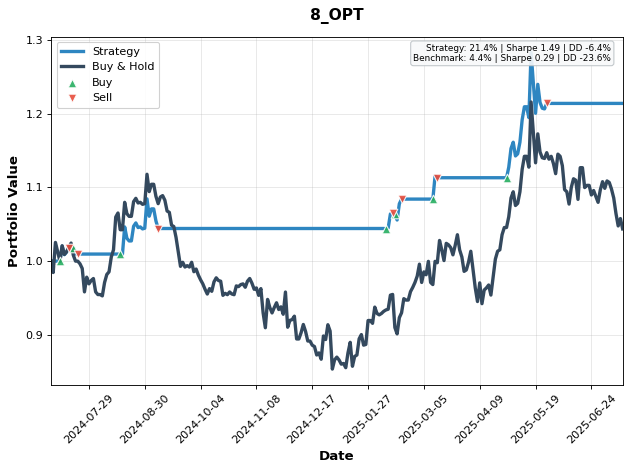 8_OPT
Strategy: 21.4% | Sharpe 1.49 | DD -6.4%
Benchmark: 4.4% | Sharpe 0.29 | DD -23.6%
Strategy
Buy & Hold
Buy
Sell
Portfolio Value
1.3
1.2
1.1
1.0
0.9
2024-07-29
2024-08-30
2024-10-04
2024-11-08
2024-12-17
2025-01-27
2025-03-05
2025-04-09
2025-05-19
2025-06-24
Date